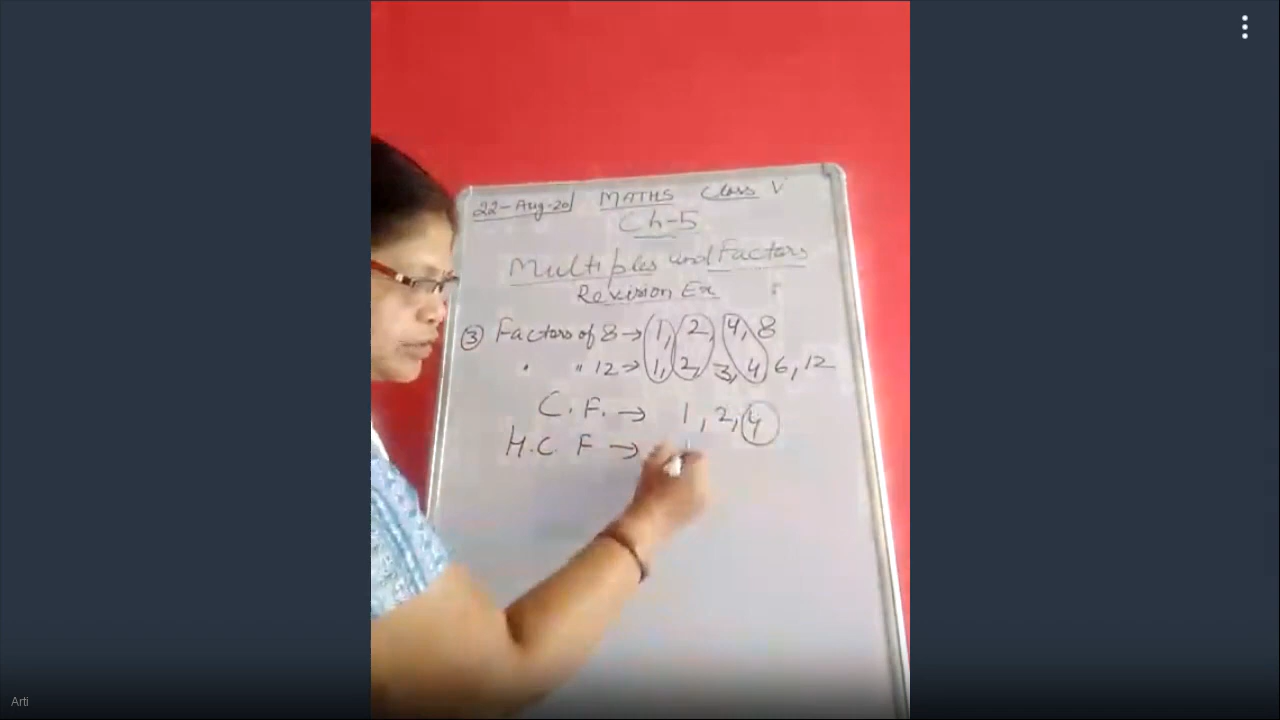 22-Aug-20 MATHS Class V
Ch-5
Multiples and Factors
Revision Ex
③ Factors of 8 → 1, 2, 4, 8
" " 12 → 1, 2, 3, 4 6, 12
C.F. → 1, 2, 4
H.C.F →
Arti